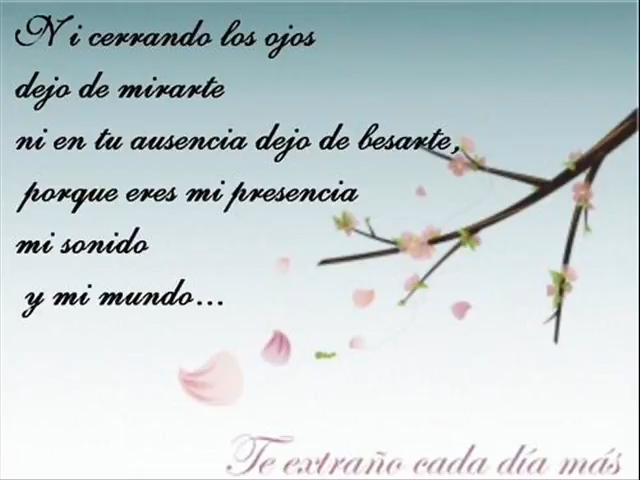 Ni cerrando los ojos
dejo de mirarte
ni en tu ausencia dejo de besarte,
porque eres mi presencia
mi sonido
y mi mundo...
Te extraño cada día más